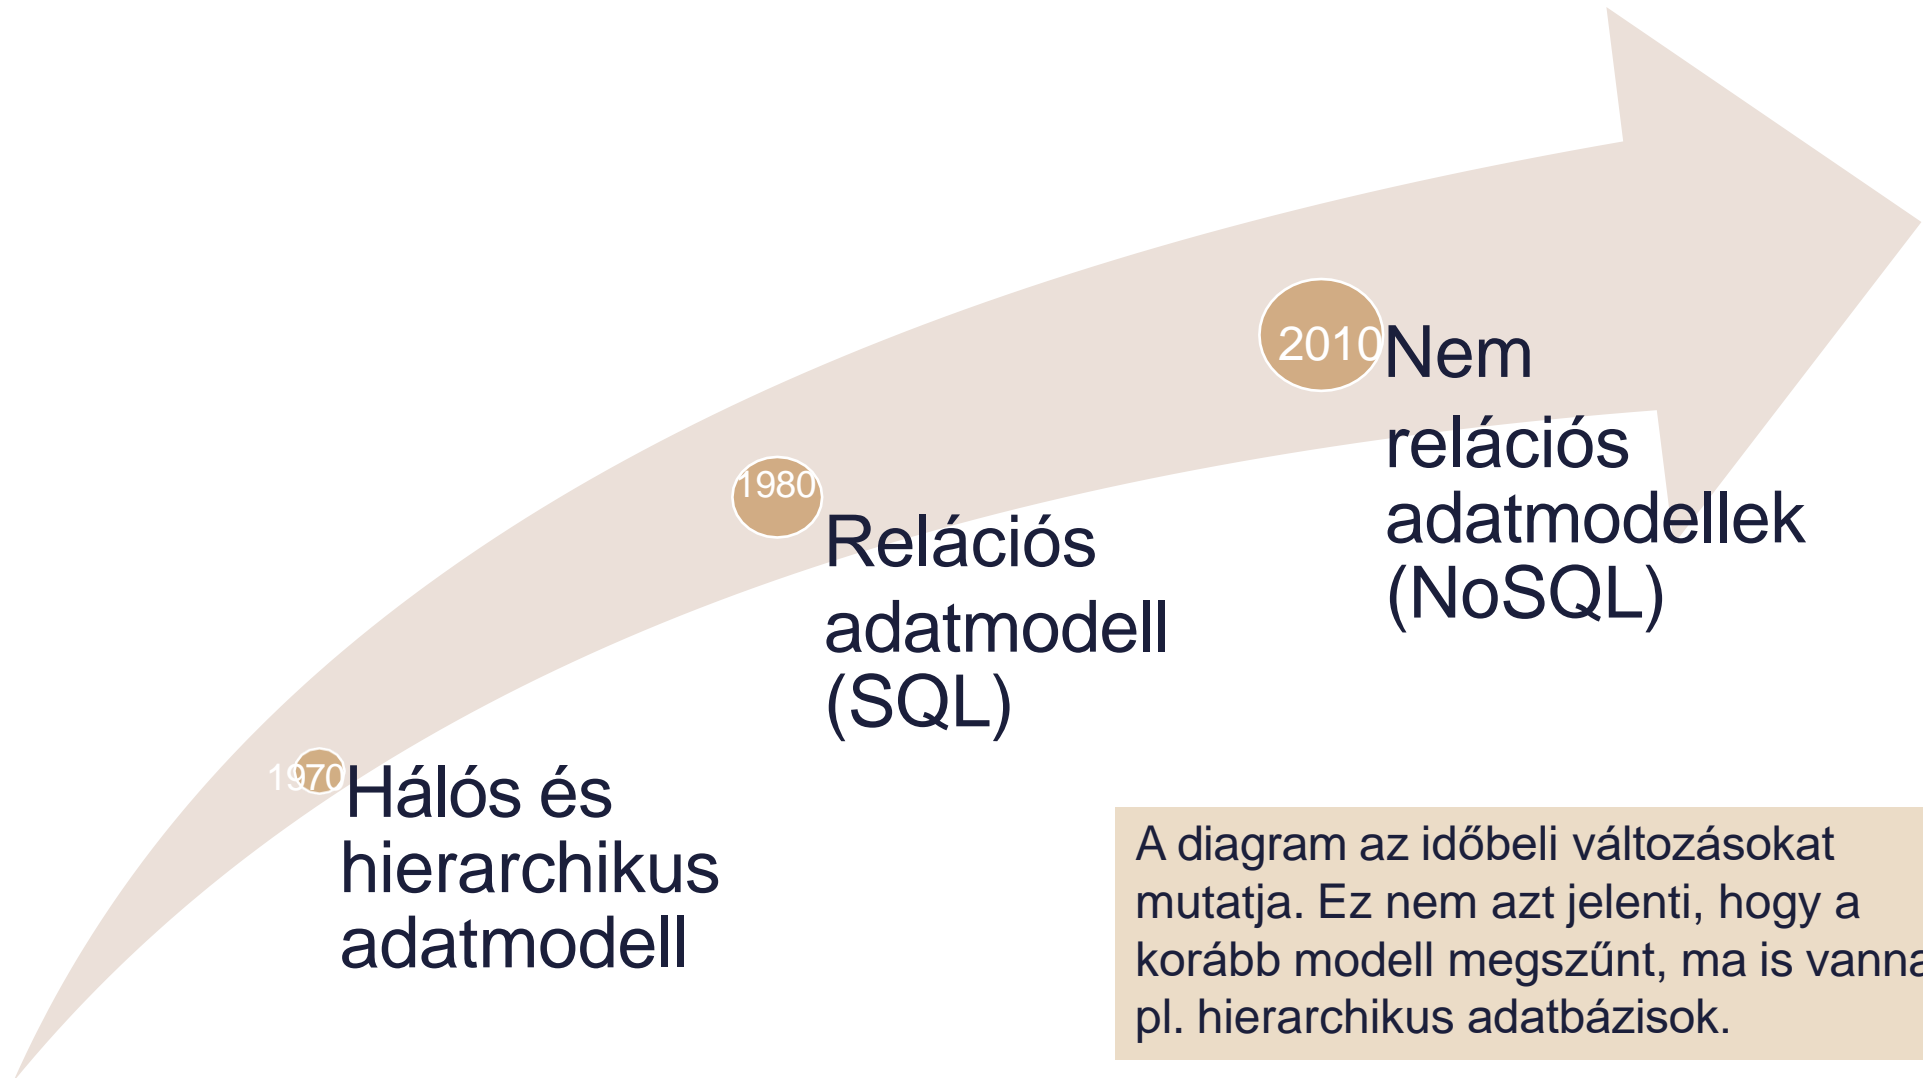 1970
Hálós és
hierarchikus
adatmodell
1980
Relációs
adatmodell
(SQL)
2010
Nem
relációs
adatmodellek
(NoSQL)
A diagram az időbeli változásokat
mutatja. Ez nem azt jelenti, hogy a
korább modell megszűnt, ma is vanna
pl. hierarchikus adatbázisok.